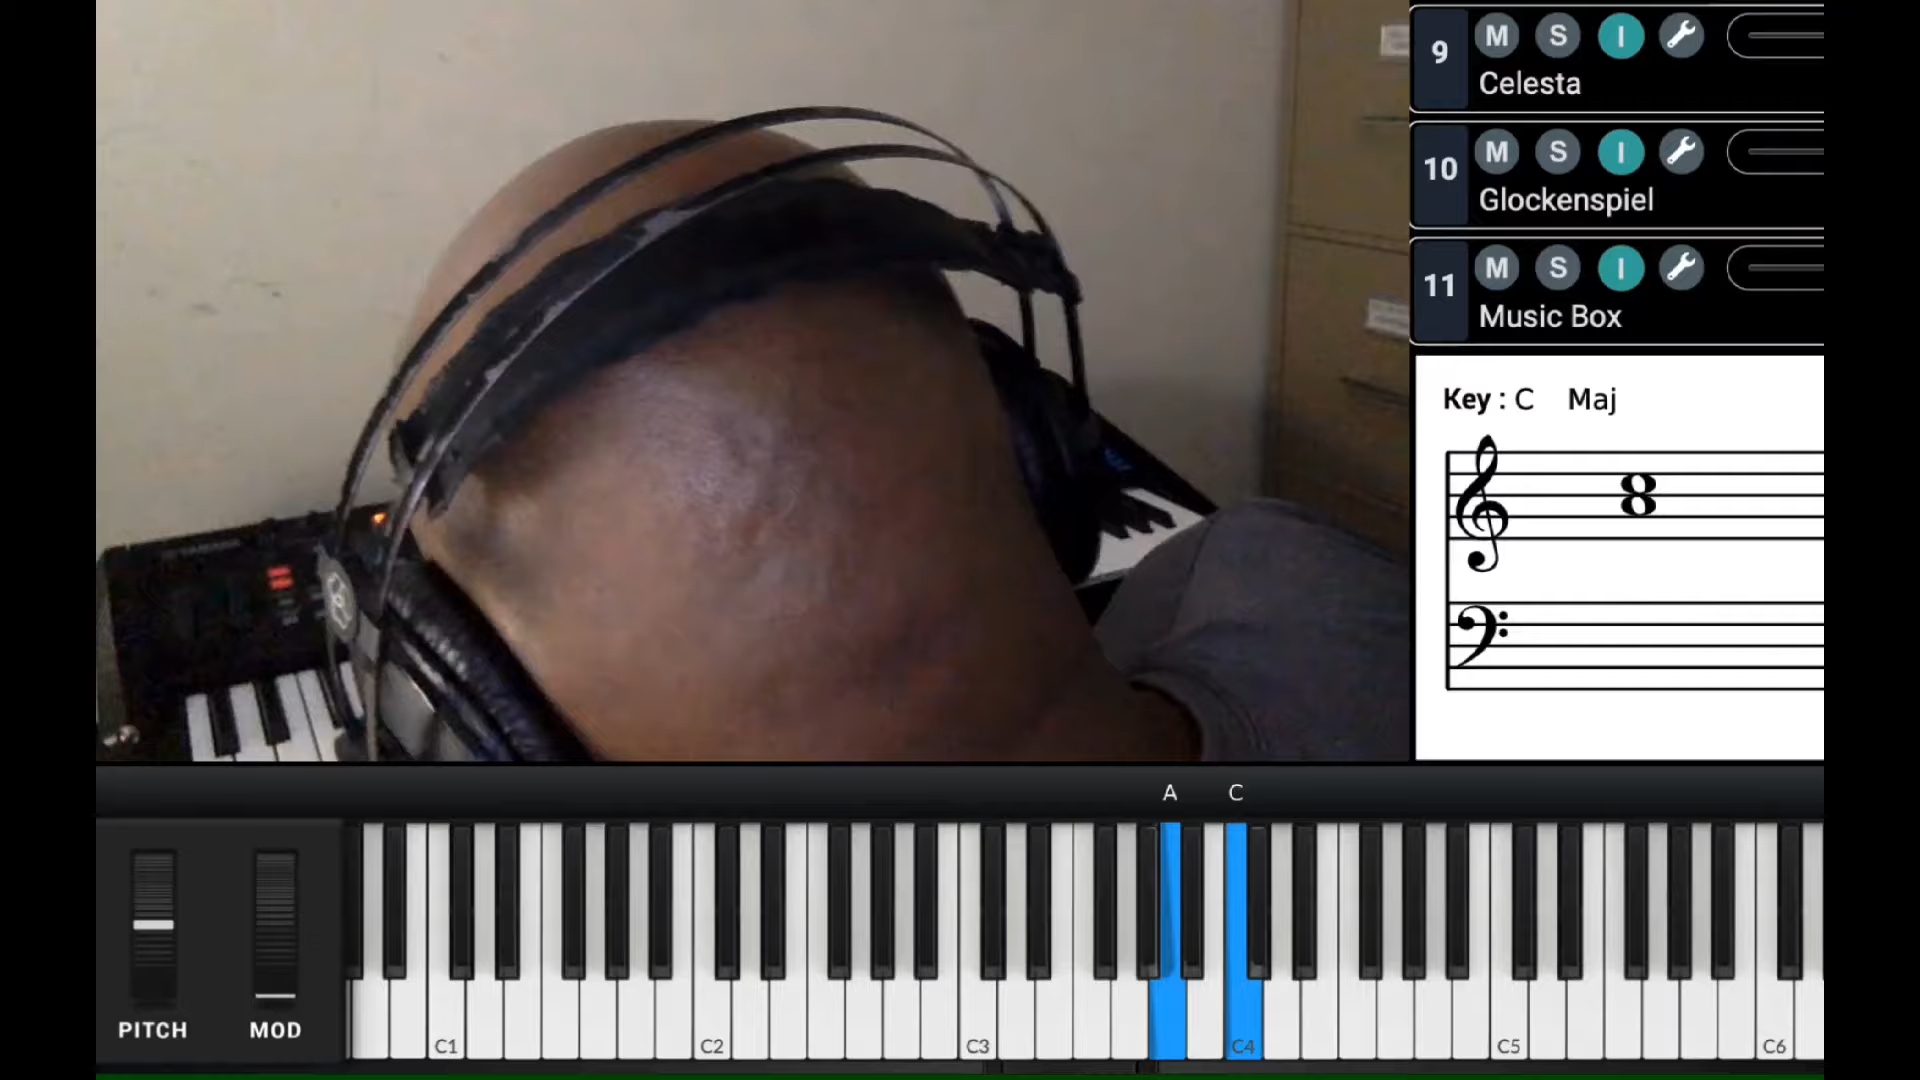 9 M S I
Celesta
10 M S I
Glockenspiel
11 M S I
Music Box
Key : C Maj
A C
PITCH MOD
C1 C2 C3 C4 C5 C6